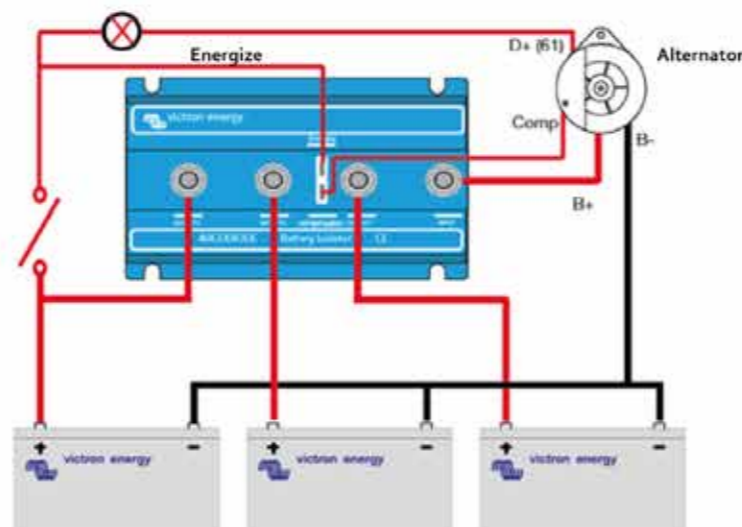 D+ (61)
Energize
Alternator
victron energy
Comp
B-
B+
Battery Isolator
+
−
victron energy
+
−
victron energy
+
−
victron energy